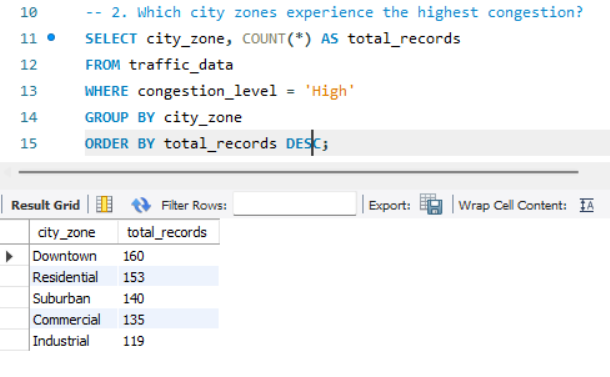 10 -- 2. Which city zones experience the highest congestion?
11 SELECT city_zone, COUNT(*) AS total_records
12 FROM traffic_data
13 WHERE congestion_level = 'High'
14 GROUP BY city_zone
15 ORDER BY total_records DESC;
Result Grid Filter Rows: Export: Wrap Cell Content: IA
city_zone total_records
Downtown 160
Residential 153
Suburban 140
Commercial 135
Industrial 119